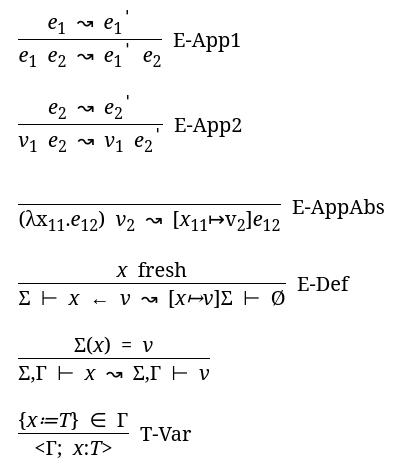 e₁ ⇝ e₁'
e₁ e₂ ⇝ e₁' e₂ E-App1
e₂ ⇝ e₂'
v₁ e₂ ⇝ v₁ e₂' E-App2
(λx₁₁.e₁₂) v₂ ⇝ [x₁₁↦v₂]e₁₂ E-AppAbs
x fresh
Σ ⊢ x ← v ⇝ [x↦v]Σ ⊢ Ø E-Def
Σ(x) = v
Σ,Γ ⊢ x ⇝ Σ,Γ ⊢ v
{x≔T} ∈ Γ
<Γ; x:T> T-Var